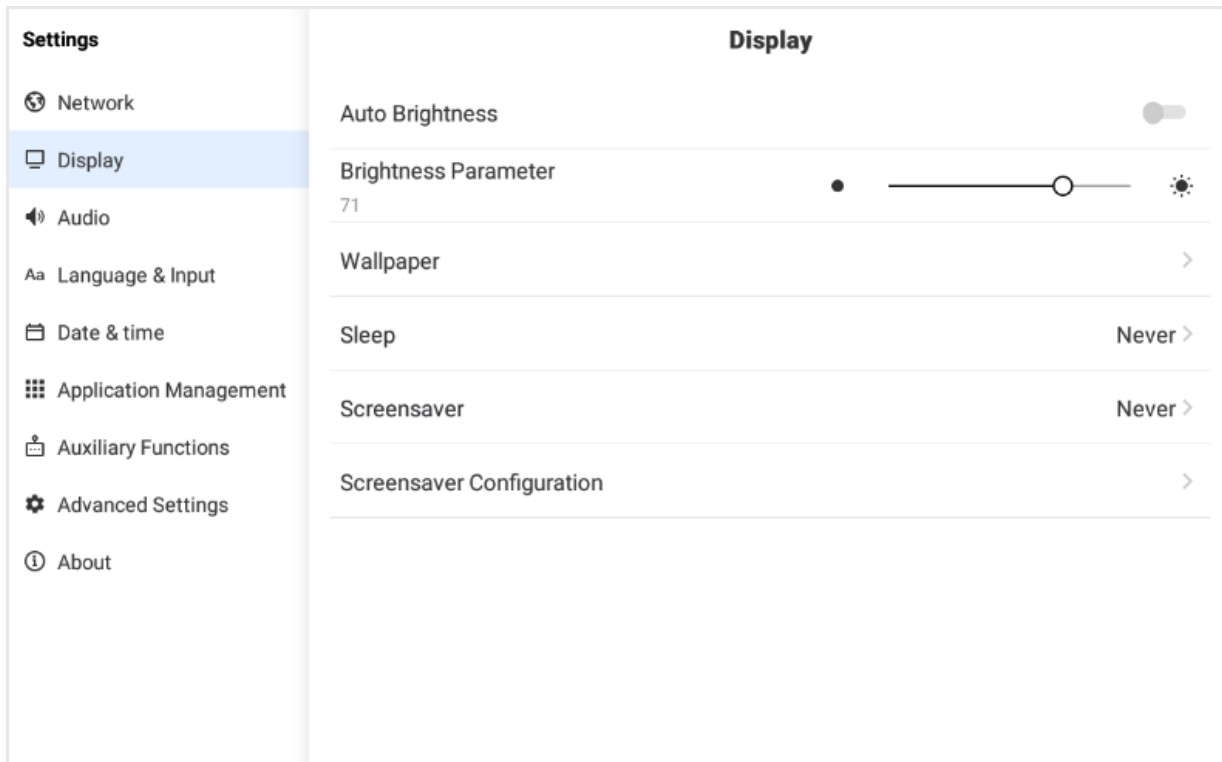 Settings
Network
Display
Audio
Aa Language & Input
Date & time
Application Management
Auxiliary Functions
Advanced Settings
About
Display
Auto Brightness
Brightness Parameter
71
Wallpaper
Sleep Never
Screensaver Never
Screensaver Configuration